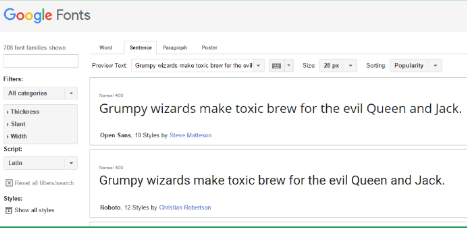 Google Fonts
708 font families shown
Word Sentence Paragraph Poster
Preview Text: Grumpy wizards make toxic brew for the evil Size: 28 px Sorting Popularity
Filters:
All categories
Thickness
Slant
Width
Script:
Latin
Reset all filters/search
Styles:
Show all styles
Normal 400
Grumpy wizards make toxic brew for the evil Queen and Jack.
Open Sans, 10 Styles by Steve Matteson
Normal 400
Grumpy wizards make toxic brew for the evil Queen and Jack.
Roboto, 12 Styles by Christian Robertson